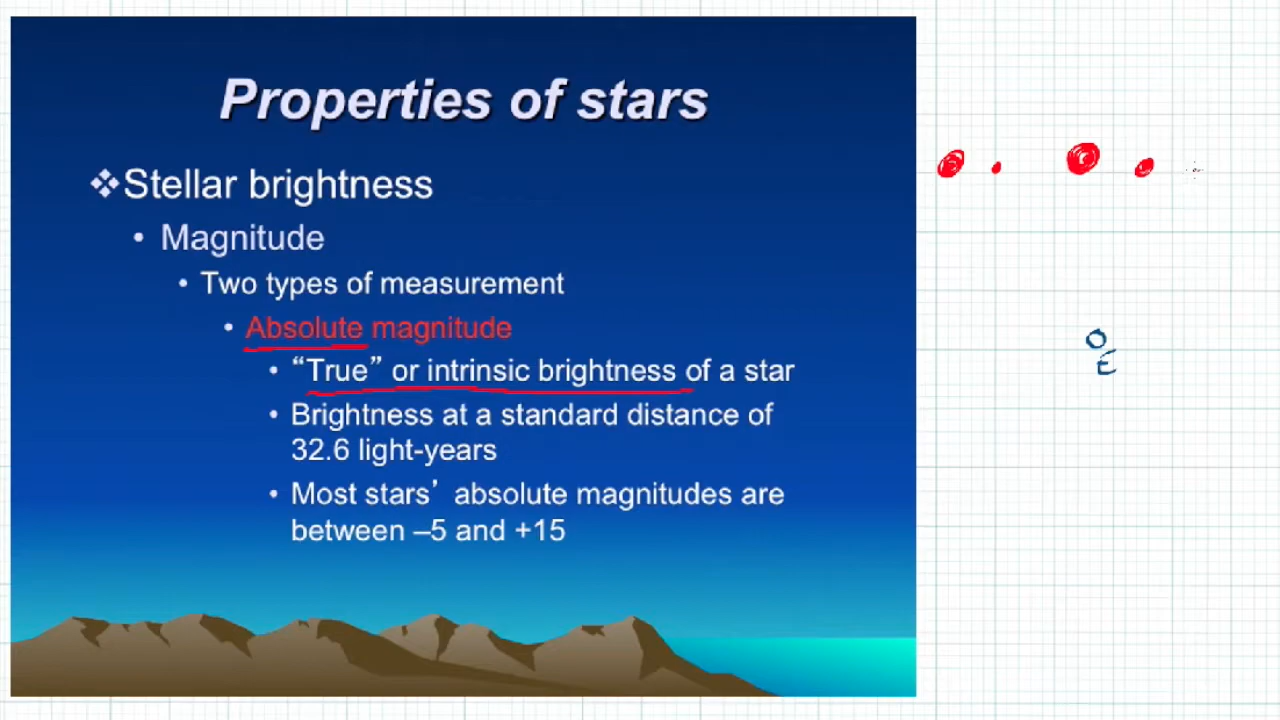 Properties of stars
❖Stellar brightness
• Magnitude
• Two types of measurement
• Absolute magnitude
• “True” or intrinsic brightness of a star
• Brightness at a standard distance of
32.6 light-years
• Most stars’ absolute magnitudes are
between –5 and +15
E